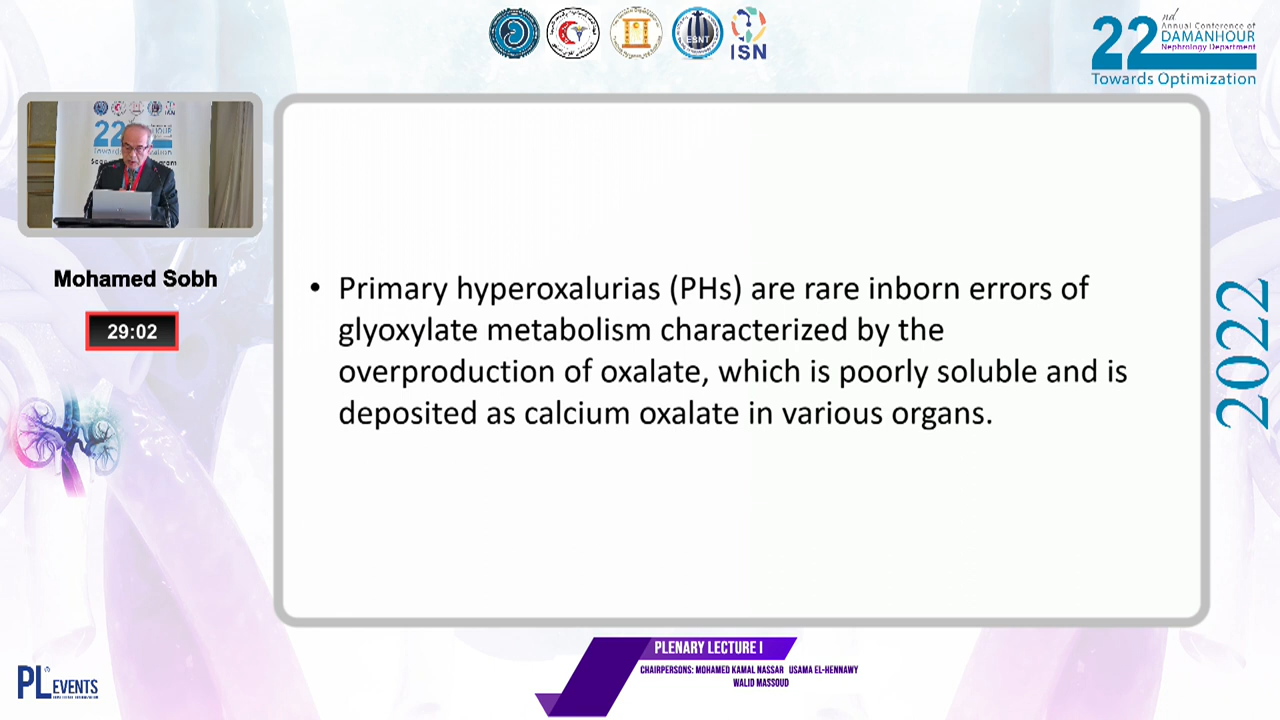 ESNT
ISN
22nd
Annual Conference of
DAMANHOUR
Nephrology Department
Towards Optimization
22
Mohamed Sobh
29:02
• Primary hyperoxalurias (PHs) are rare inborn errors of
glyoxylate metabolism characterized by the
overproduction of oxalate, which is poorly soluble and is
deposited as calcium oxalate in various organs.
2022
PLENARY LECTURE I
CHAIRPERSONS: MOHAMED KAMAL NASSAR USAMA EL-HENNAWY
WALID MASSOUD
PL EVENTS